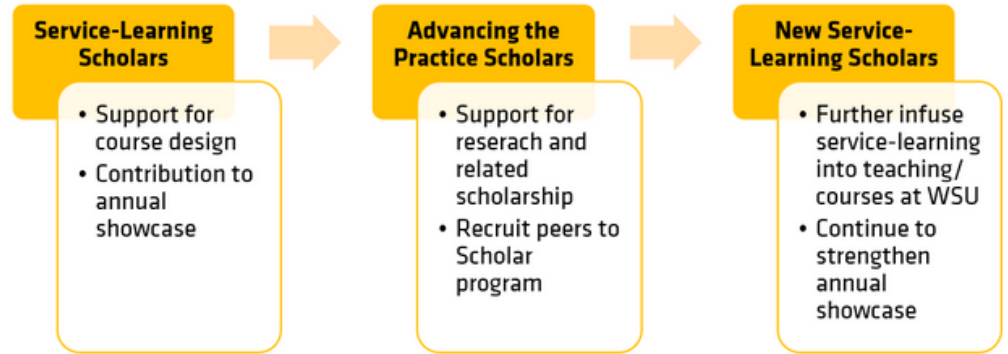 Service-Learning
Scholars
• Support for
course design
• Contribution to
annual
showcase
Advancing the
Practice Scholars
• Support for
reserach and
related
scholarship
• Recruit peers to
Scholar
program
New Service-
Learning Scholars
• Further infuse
service-learning
into teaching/
courses at WSU
• Continue to
strengthen
annual
showcase